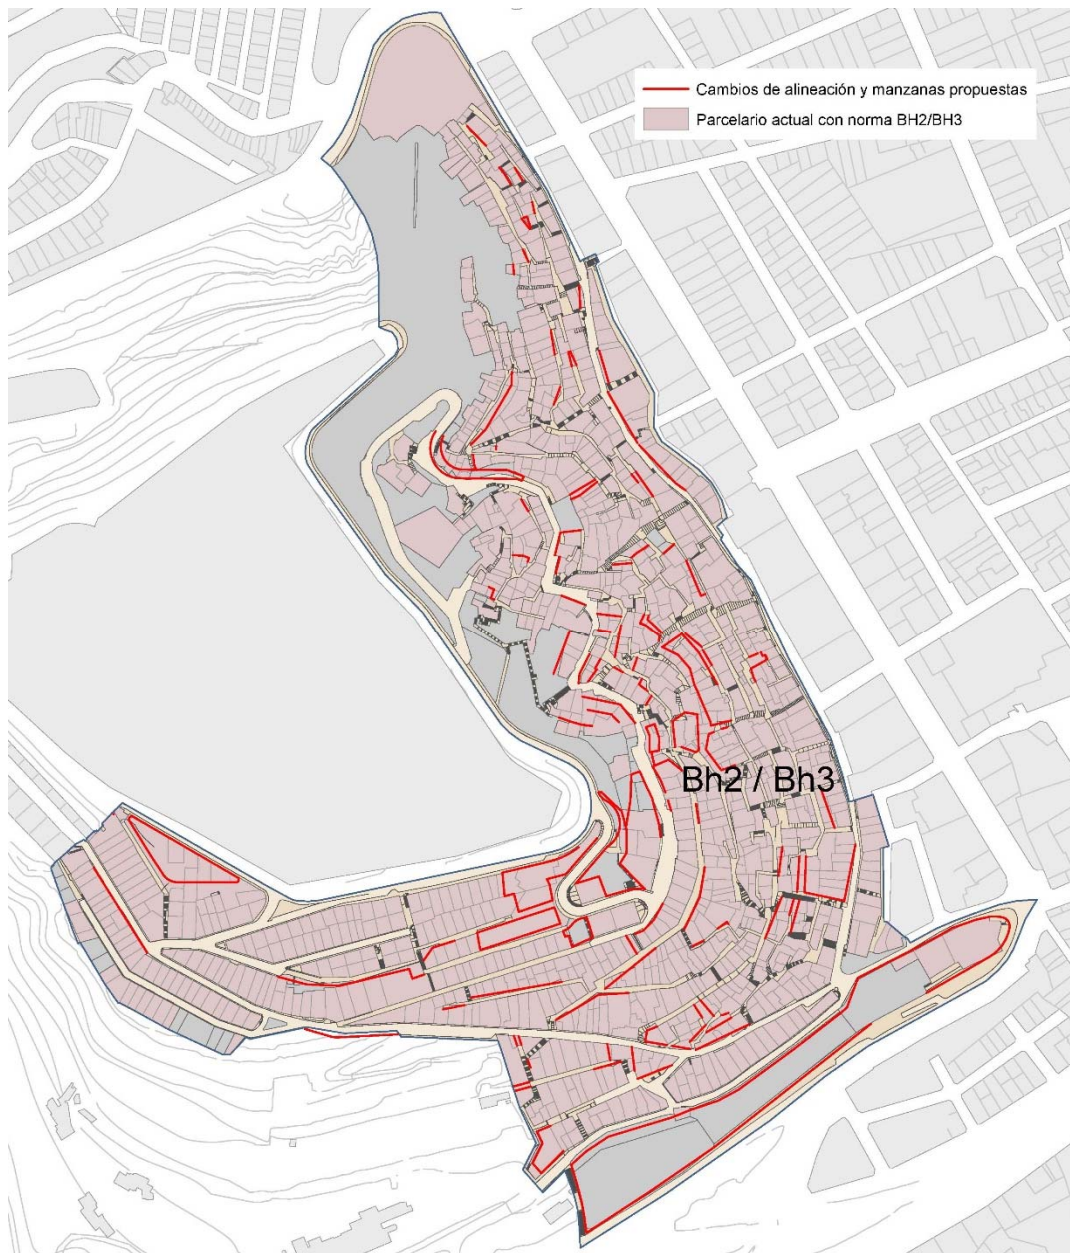 Cambios de alineación y manzanas propuestas
Parcelario actual con norma BH2/BH3
Bh2 / Bh3